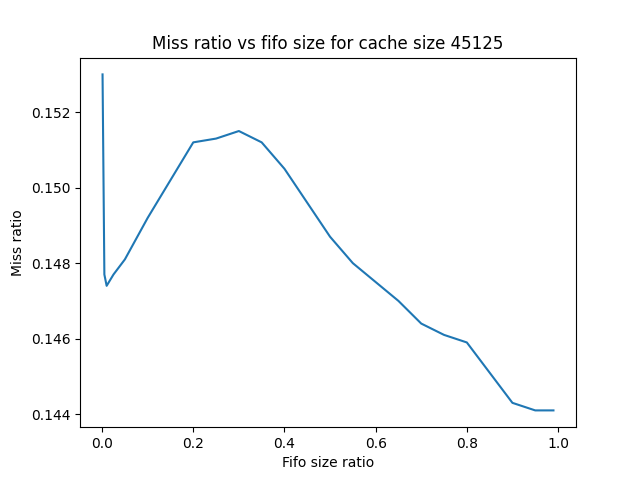 Miss ratio vs fifo size for cache size 45125
0.152
0.150
0.148
0.146
0.144
Miss ratio
0.0 0.2 0.4 0.6 0.8 1.0
Fifo size ratio